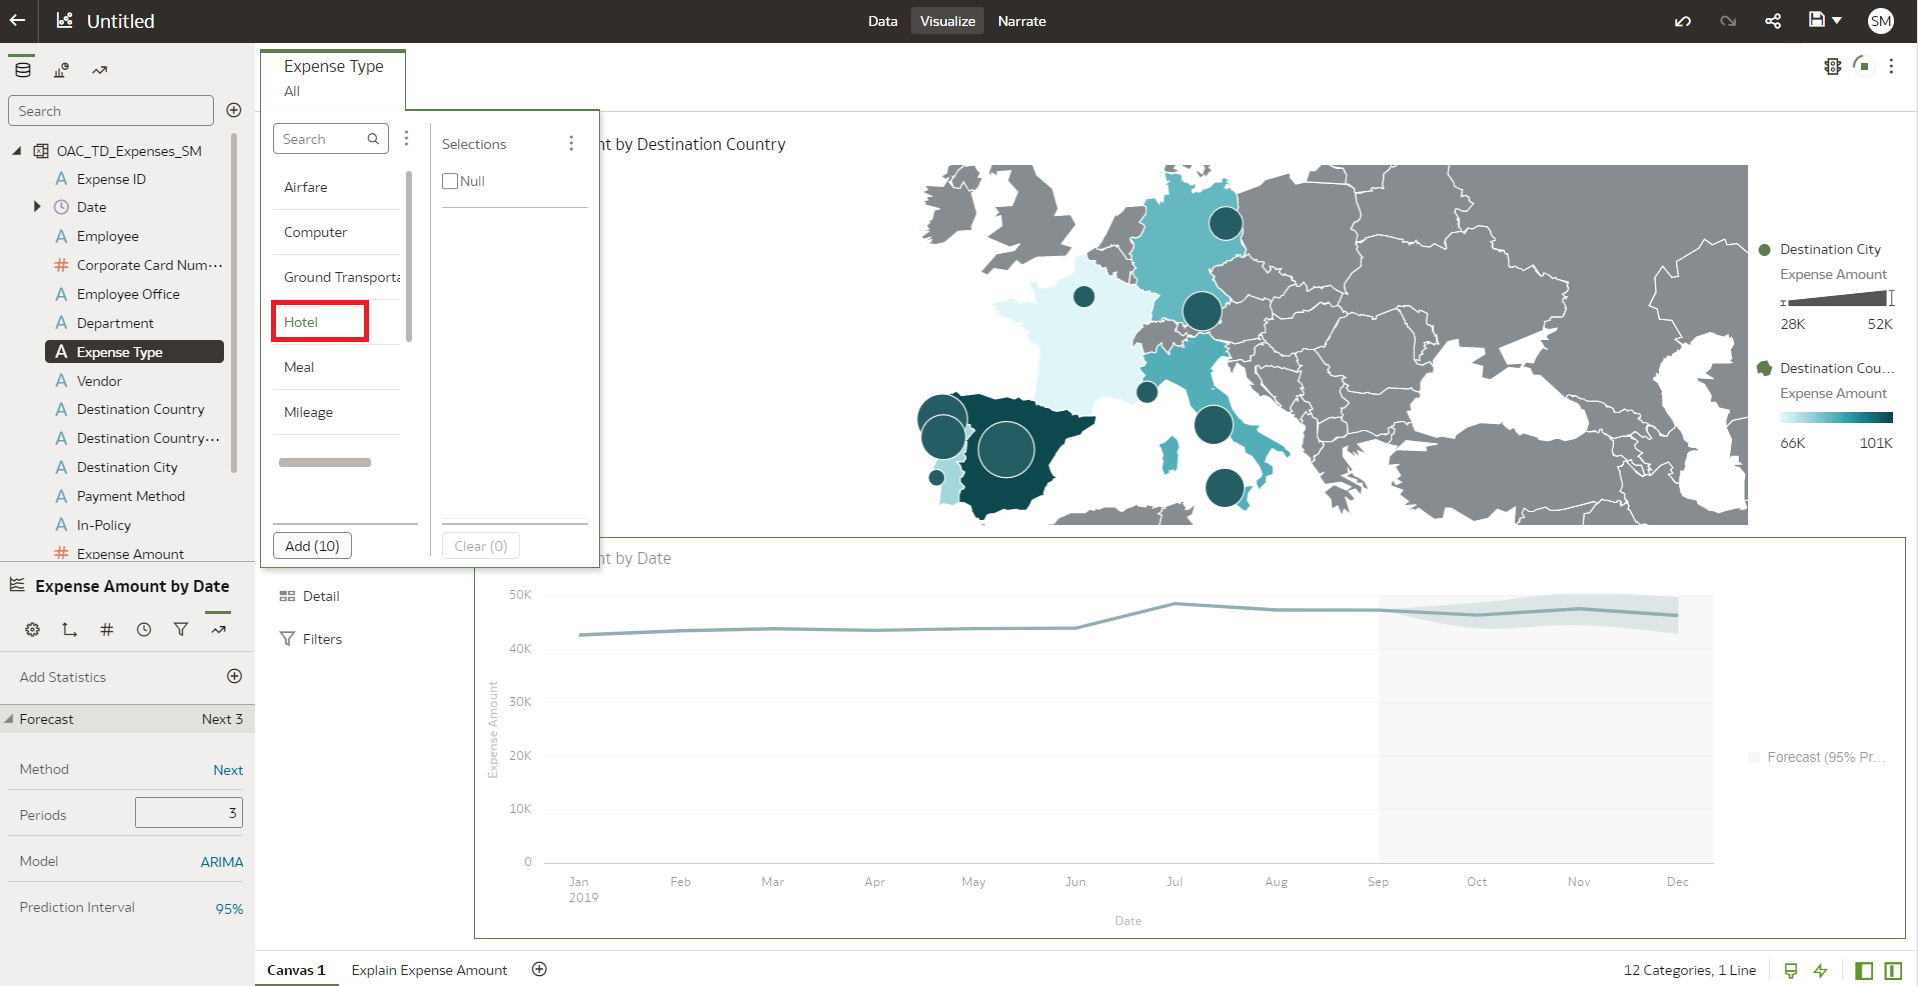 Untitled
Data Visualize Narrate
SM
Search
OAC_TD_Expenses_SM
Expense ID
Date
Employee
Corporate Card Num···
Employee Office
Department
Expense Type
Vendor
Destination Country
Destination Country···
Destination City
Payment Method
In-Policy
Expense Amount
Expense Amount by Date
Add Statistics
Forecast Next 3
Method Next
Periods 3
Model ARIMA
Prediction Interval 95%
Expense Type
All
Search
Airfare
Computer
Ground Transporta
Hotel
Meal
Mileage
Add (10)
Selections
Null
Clear (0)
Detail
Filters
nt by Destination Country
Destination City
Expense Amount
28K 52K
Destination Cou...
Expense Amount
66K 101K
nt by Date
50K
40K
30K
20K
10K
0
Expense Amount
Jan Feb Mar Apr May Jun Jul Aug Sep Oct Nov Dec
2019
Date
Forecast (95% Pr...
Canvas 1 Explain Expense Amount
12 Categories, 1 Line